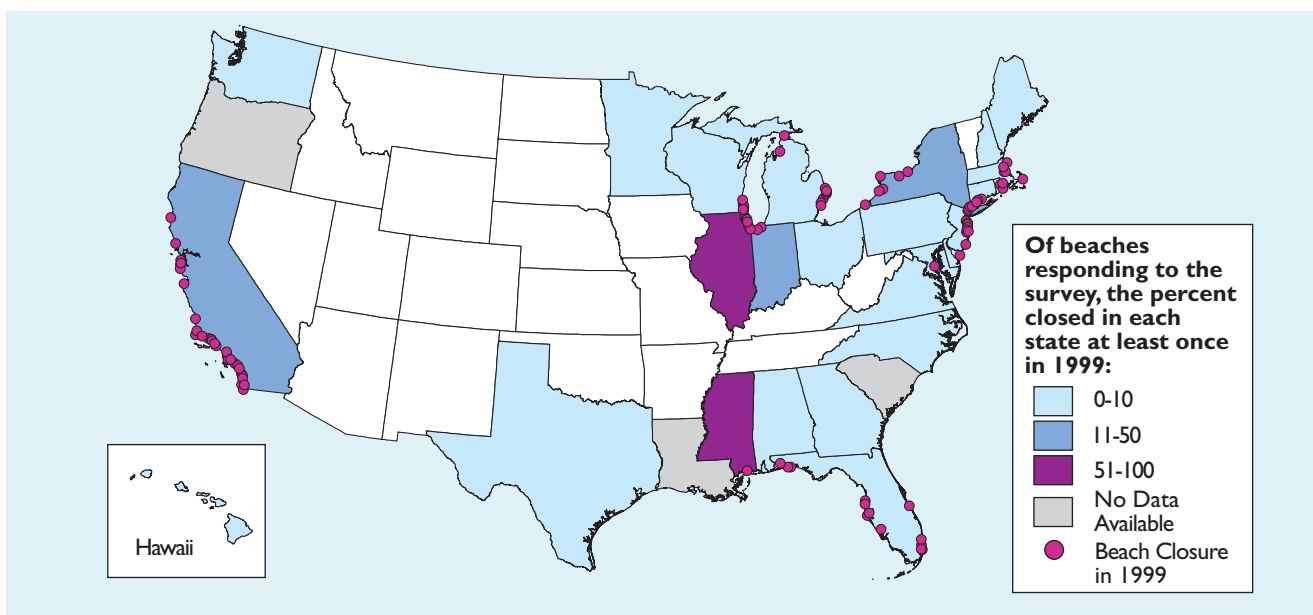 Of beaches
responding to the
survey, the percent
closed in each
state at least once
in 1999:
0-10
11-50
51-100
No Data
Available
Beach Closure
in 1999
Hawaii